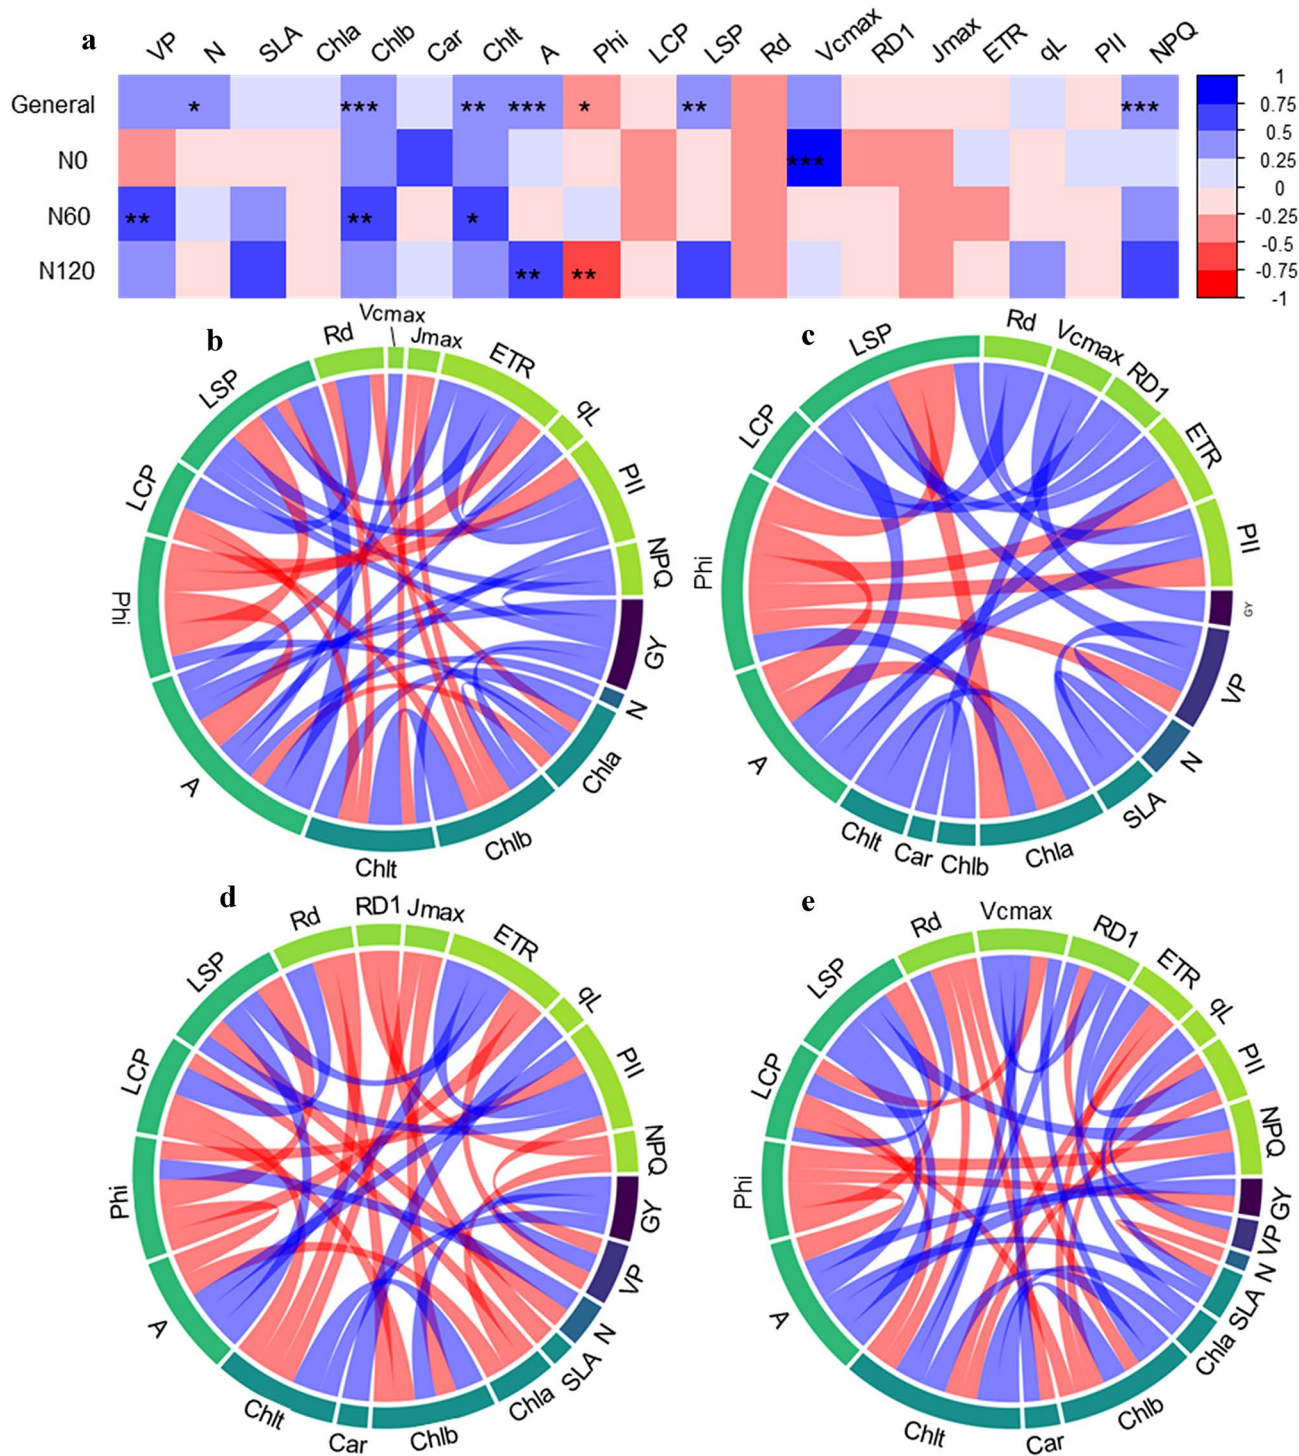 a
VP N SLA Chla Chlb Car Chlt A Phi LCP LSP Rd Vcmax RD1 Jmax ETR qL PII NPQ
General * *** ** *** * ** ***
N0 ***
N60 ** ** *
N120 ** **
1
0.75
0.5
0.25
0
-0.25
-0.5
-0.75
-1
b
Rd Vcmax Jmax ETR qL PII NPQ GY N Chla Chlb Chlt A Phi LCP LSP
c
LSP Rd Vcmax RD1 ETR PII GY VP N SLA Chla Chlb Car Chlt A Phi LCP
d
Rd RD1 Jmax ETR qL PII NPQ GY VP N SLA Chla Chlb Car Chlt A Phi LCP LSP
e
Rd Vcmax RD1 ETR qL PII NPQ GY VP N SLA Chla Chlb Car Chlt A Phi LCP LSP